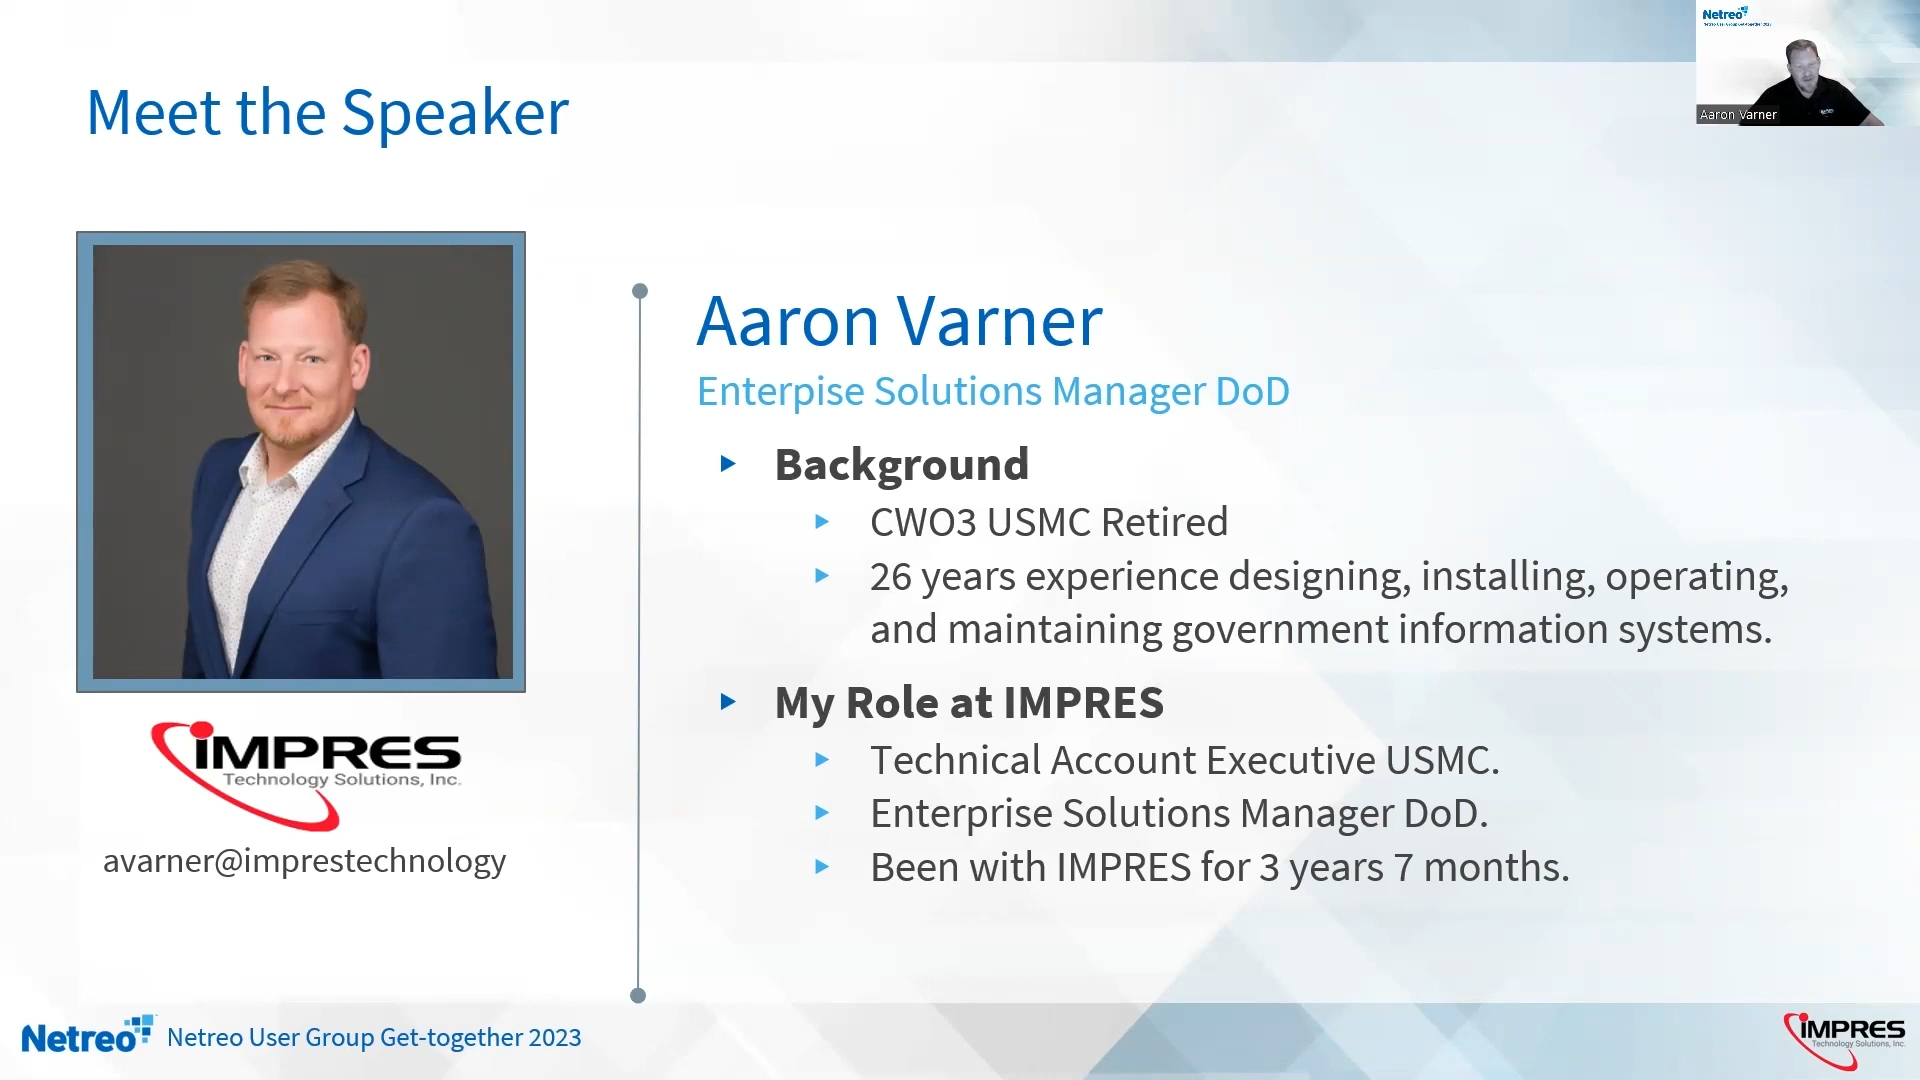 Meet the Speaker
Netreo
Aaron Varner
Aaron Varner
Enterpise Solutions Manager DoD
Background
CWO3 USMC Retired
26 years experience designing, installing, operating,
and maintaining government information systems.
My Role at IMPRES
Technical Account Executive USMC.
Enterprise Solutions Manager DoD.
Been with IMPRES for 3 years 7 months.
iMPRES
Technology Solutions, Inc.
avarner@imprestechnology
Netreo
Netreo User Group Get-together 2023
iMPRES
Technology Solutions, Inc.